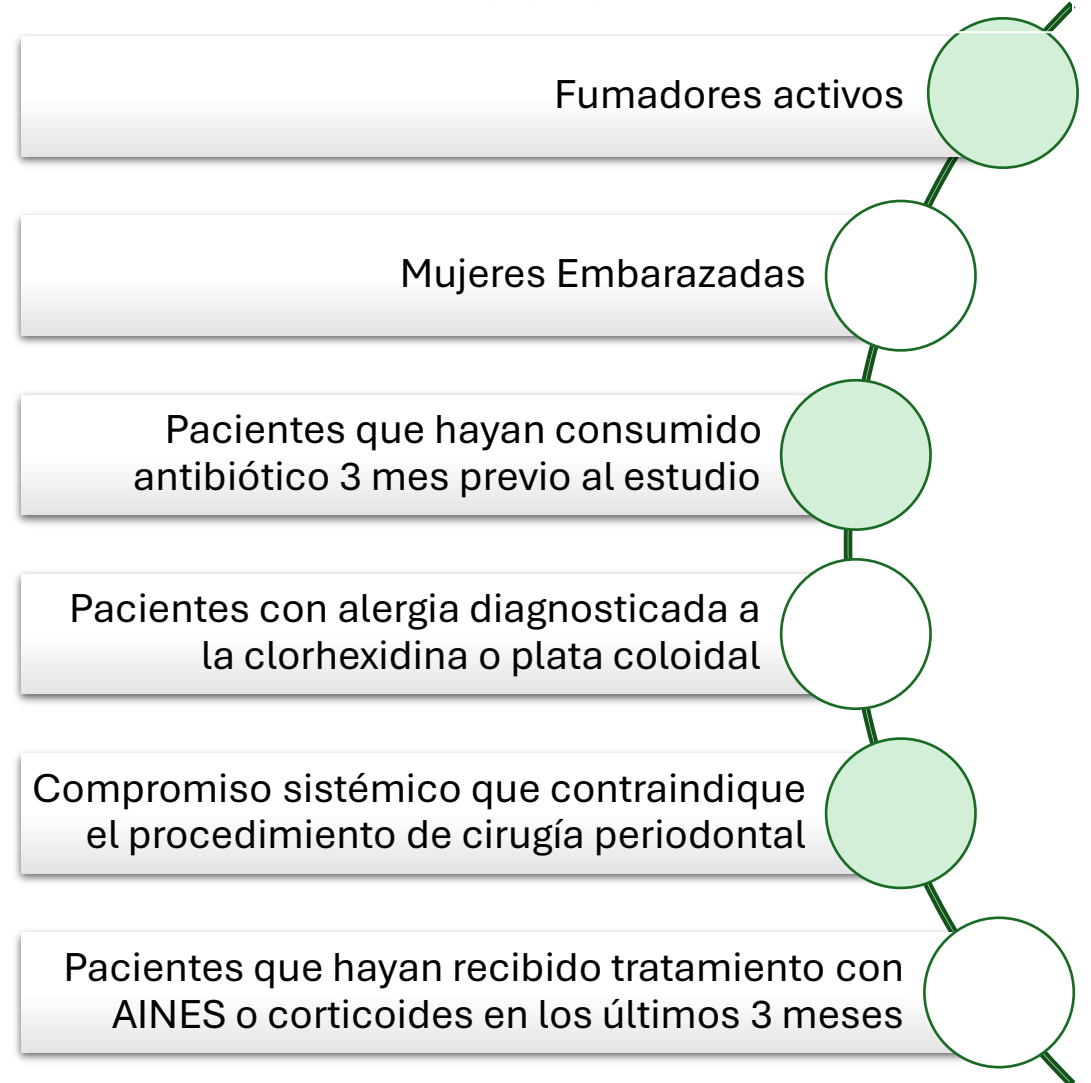 Fumadores activos
Mujeres Embarazadas
Pacientes que hayan consumido
antibiótico 3 mes previo al estudio
Pacientes con alergia diagnosticada a
la clorhexidina o plata coloidal
Compromiso sistémico que contraindique
el procedimiento de cirugía periodontal
Pacientes que hayan recibido tratamiento con
AINES o corticoides en los últimos 3 meses